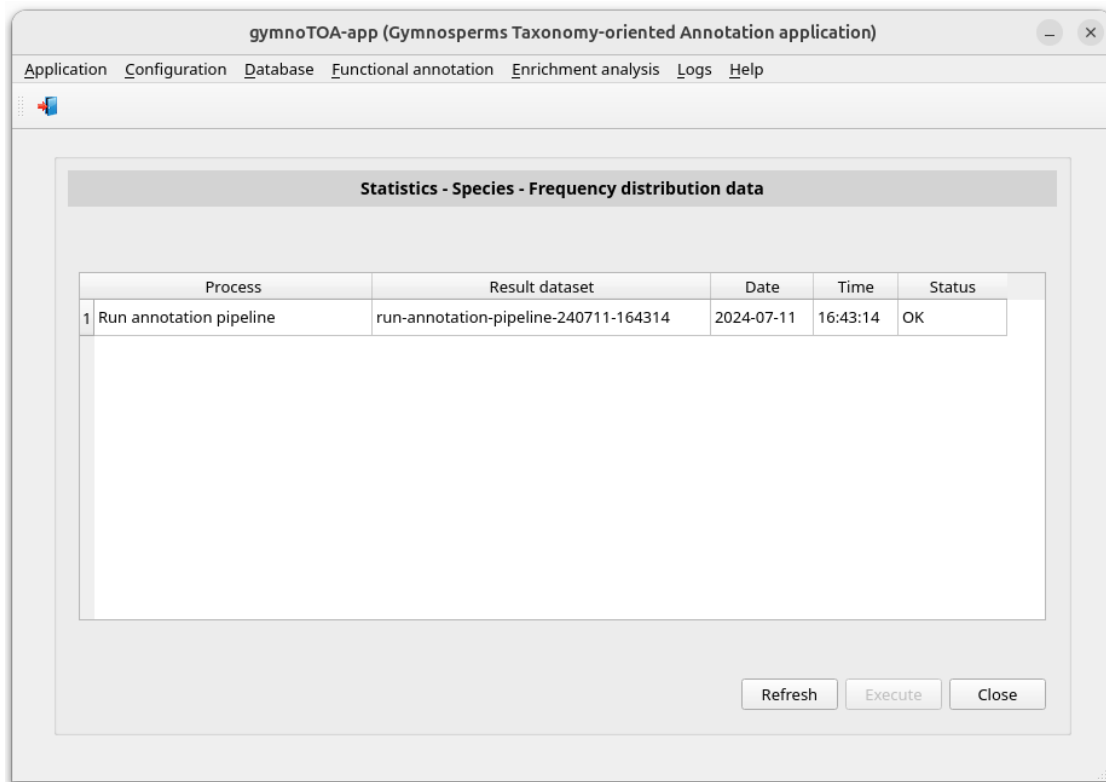 gymnoTOA-app (Gymnosperms Taxonomy-oriented Annotation application)
Application Configuration Database Functional annotation Enrichment analysis Logs Help
Statistics - Species - Frequency distribution data
Process Result dataset Date Time Status
1 Run annotation pipeline run-annotation-pipeline-240711-164314 2024-07-11 16:43:14 OK
Refresh Execute Close